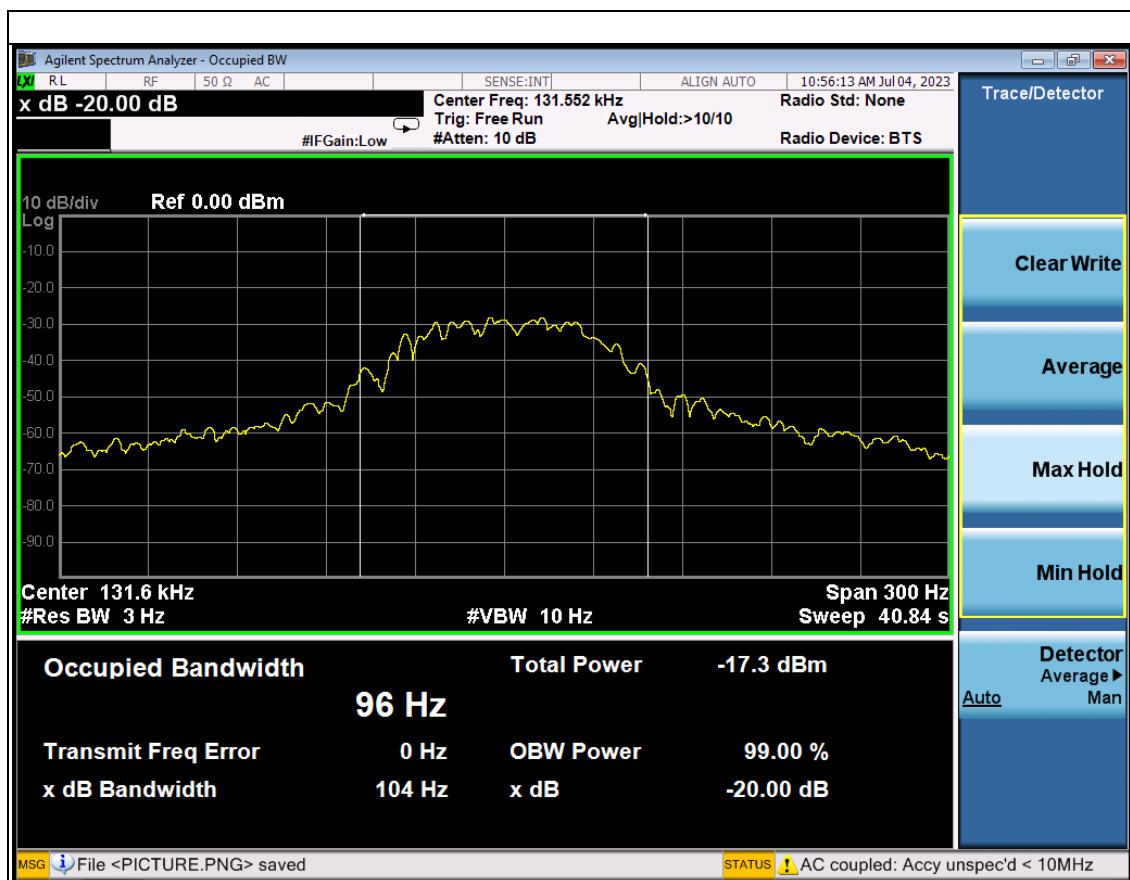 Agilent Spectrum Analyzer - Occupied BW
LXI RL RF 50 Ω AC SENSE:INT ALIGN AUTO 10:56:13 AM Jul 04, 2023
x dB -20.00 dB
Center Freq: 131.552 kHz Radio Std: None
Trig: Free Run Avg|Hold:>10/10
#IFGain:Low #Atten: 10 dB Radio Device: BTS
10 dB/div Ref 0.00 dBm
Log
-10.0
-20.0
-30.0
-40.0
-50.0
-60.0
-70.0
-80.0
-90.0
Center 131.6 kHz Span 300 Hz
#Res BW 3 Hz #VBW 10 Hz Sweep 40.84 s
Occupied Bandwidth Total Power -17.3 dBm
96 Hz
Transmit Freq Error 0 Hz OBW Power 99.00 %
x dB Bandwidth 104 Hz x dB -20.00 dB
MSG File <PICTURE.PNG> saved STATUS AC coupled: Accy unspec'd < 10MHz
Trace/Detector
Clear Write
Average
Max Hold
Min Hold
Detector
Average▶
Auto Man